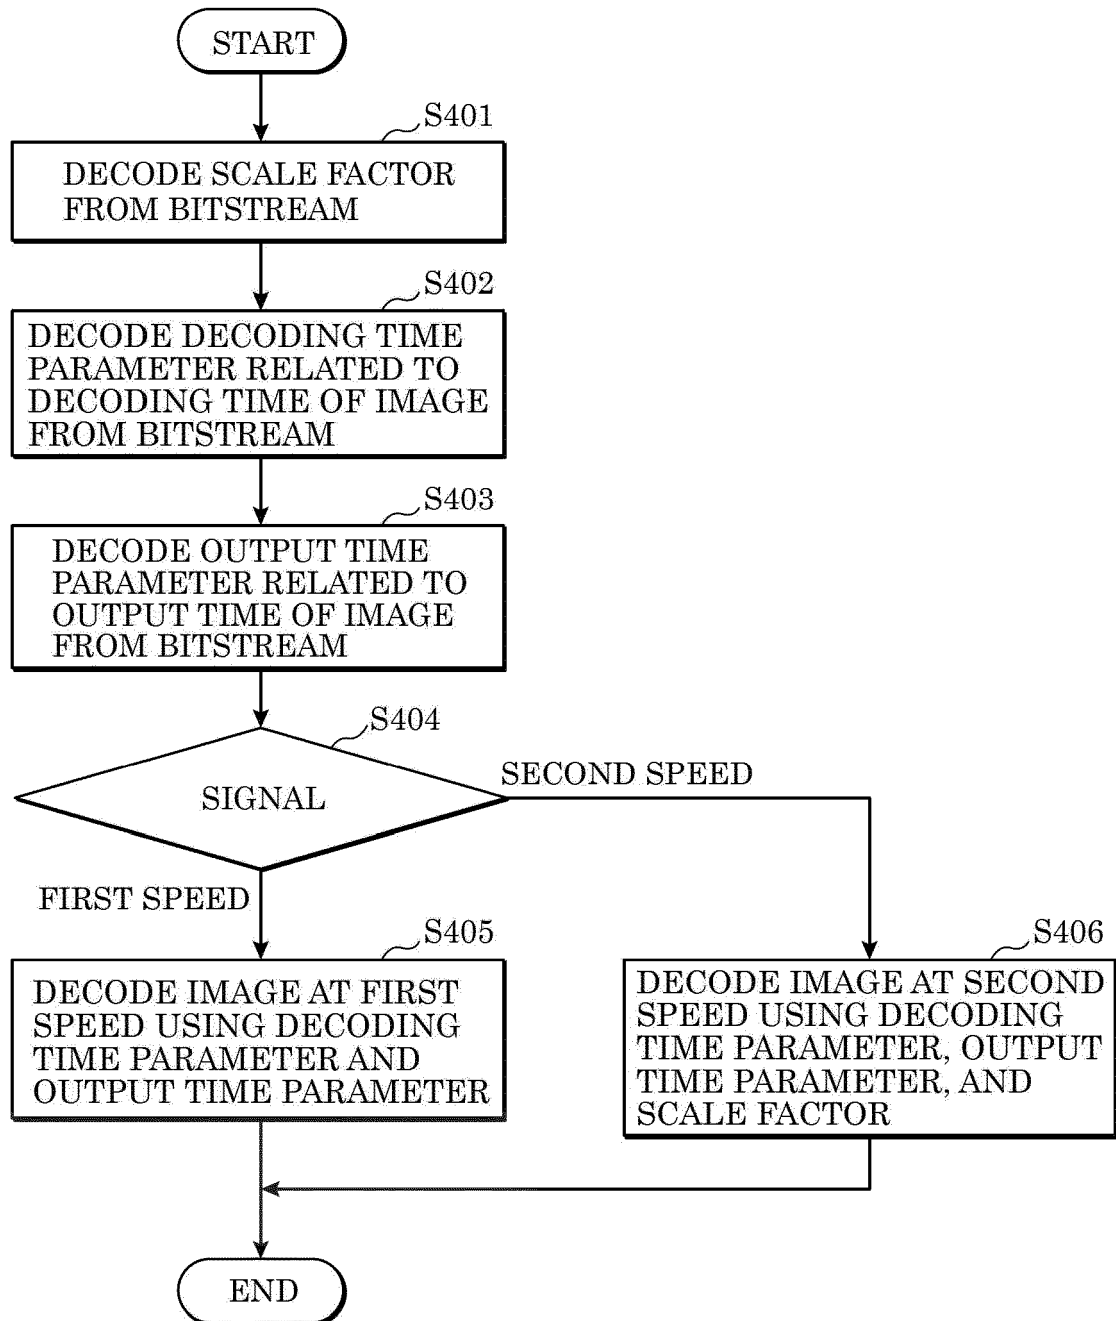 START
S401
DECODE SCALE FACTOR
FROM BITSTREAM
S402
DECODE DECODING TIME
PARAMETER RELATED TO
DECODING TIME OF IMAGE
FROM BITSTREAM
S403
DECODE OUTPUT TIME
PARAMETER RELATED TO
OUTPUT TIME OF IMAGE
FROM BITSTREAM
S404
SIGNAL
SECOND SPEED
FIRST SPEED
S405
DECODE IMAGE AT FIRST
SPEED USING DECODING
TIME PARAMETER AND
OUTPUT TIME PARAMETER
S406
DECODE IMAGE AT SECOND
SPEED USING DECODING
TIME PARAMETER, OUTPUT
TIME PARAMETER, AND
SCALE FACTOR
END